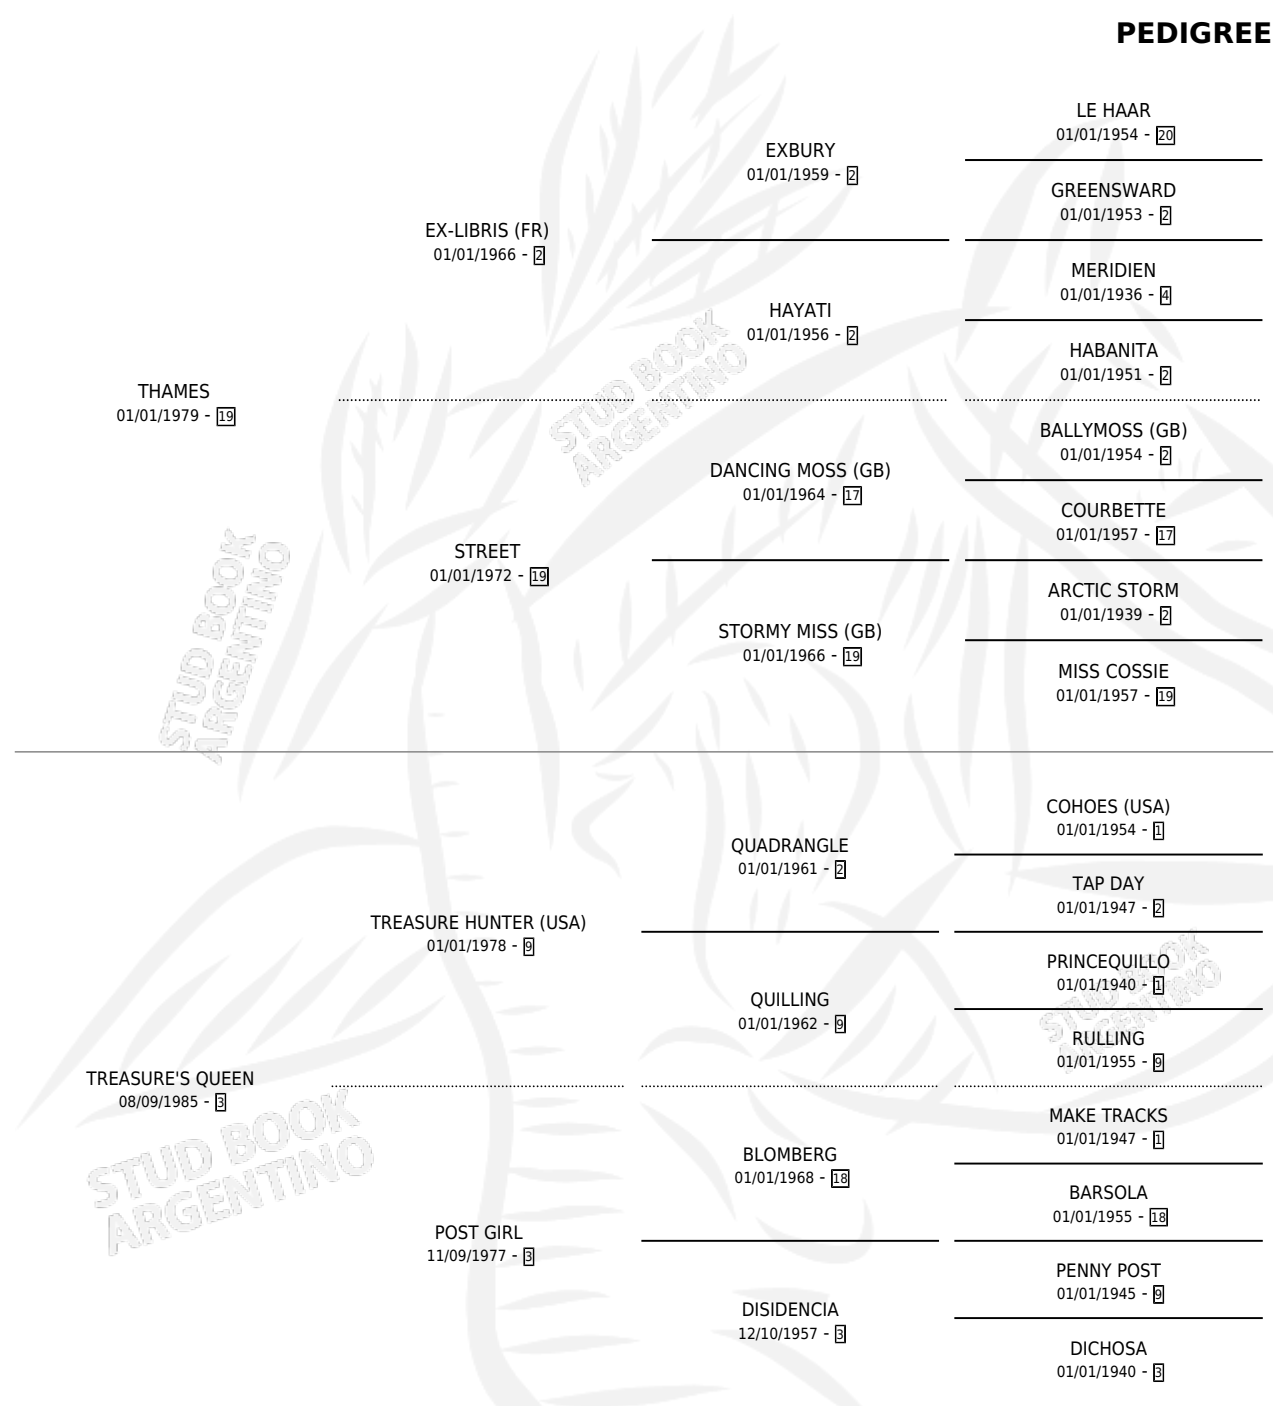 PEDIGREE
LE HAAR
01/01/1954 - 20
EXBURY
01/01/1959 - 2
GREENSWARD
01/01/1953 - 2
EX-LIBRIS (FR)
01/01/1966 - 2
MERIDIEN
01/01/1936 - 4
HAYATI
01/01/1956 - 2
HABANITA
01/01/1951 - 2
THAMES
01/01/1979 - 19
BALLYMOSS (GB)
01/01/1954 - 2
DANCING MOSS (GB)
01/01/1964 - 17
COURBETTE
01/01/1957 - 17
STREET
01/01/1972 - 19
ARCTIC STORM
01/01/1939 - 2
STORMY MISS (GB)
01/01/1966 - 19
MISS COSSIE
01/01/1957 - 19
COHOES (USA)
01/01/1954 - 1
QUADRANGLE
01/01/1961 - 2
TAP DAY
01/01/1947 - 2
TREASURE HUNTER (USA)
01/01/1978 - 9
PRINCEQUILLO
01/01/1940 - 1
QUILLING
01/01/1962 - 9
RULLING
01/01/1955 - 9
TREASURE'S QUEEN
08/09/1985 - 3
MAKE TRACKS
01/01/1947 - 1
BLOMBERG
01/01/1968 - 18
BARSOLA
01/01/1955 - 18
POST GIRL
11/09/1977 - 3
PENNY POST
01/01/1945 - 9
DISIDENCIA
12/10/1957 - 3
DICHOSA
01/01/1940 - 3
STUD BOOK
ARGENTINO
STUD BOOK
ARGENTINO
STUD BOOK
ARGENTINO
STUD BOOK
ARGENTINO